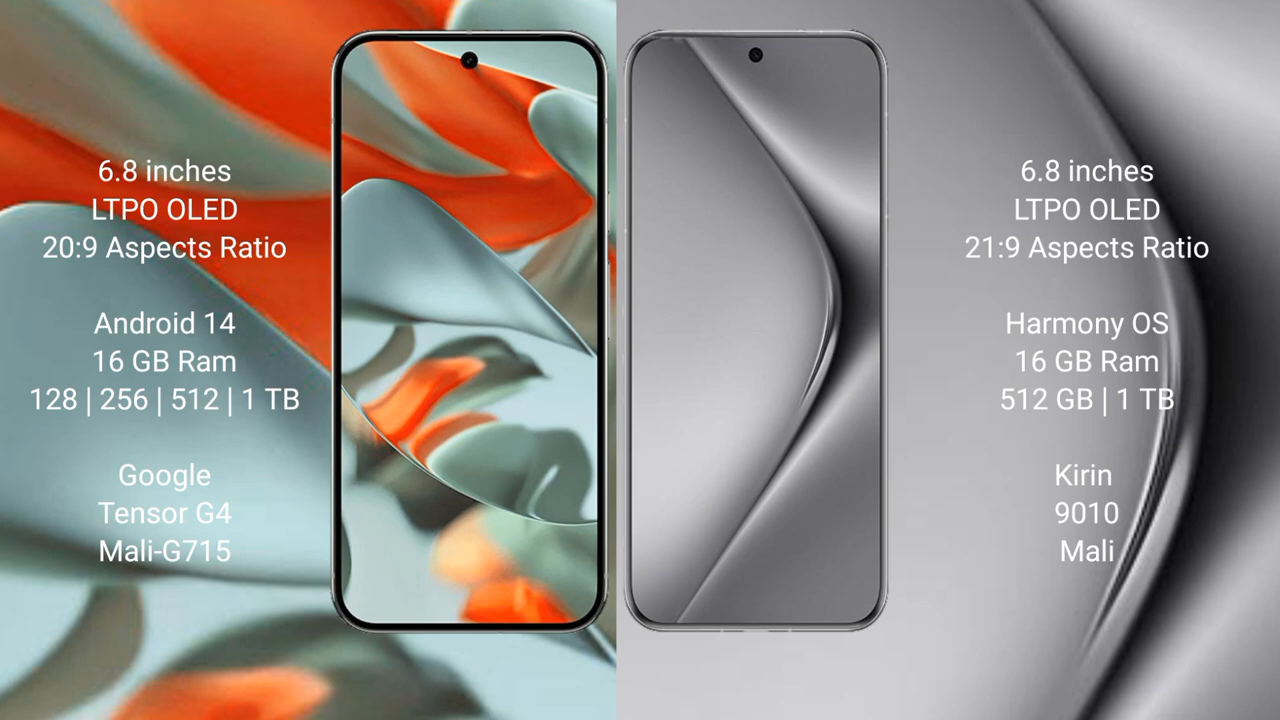 6.8 inches
LTPO OLED
20:9 Aspects Ratio
Android 14
16 GB Ram
128 | 256 | 512 | 1 TB
Google
Tensor G4
Mali-G715
6.8 inches
LTPO OLED
21:9 Aspects Ratio
Harmony OS
16 GB Ram
512 GB | 1 TB
Kirin
9010
Mali